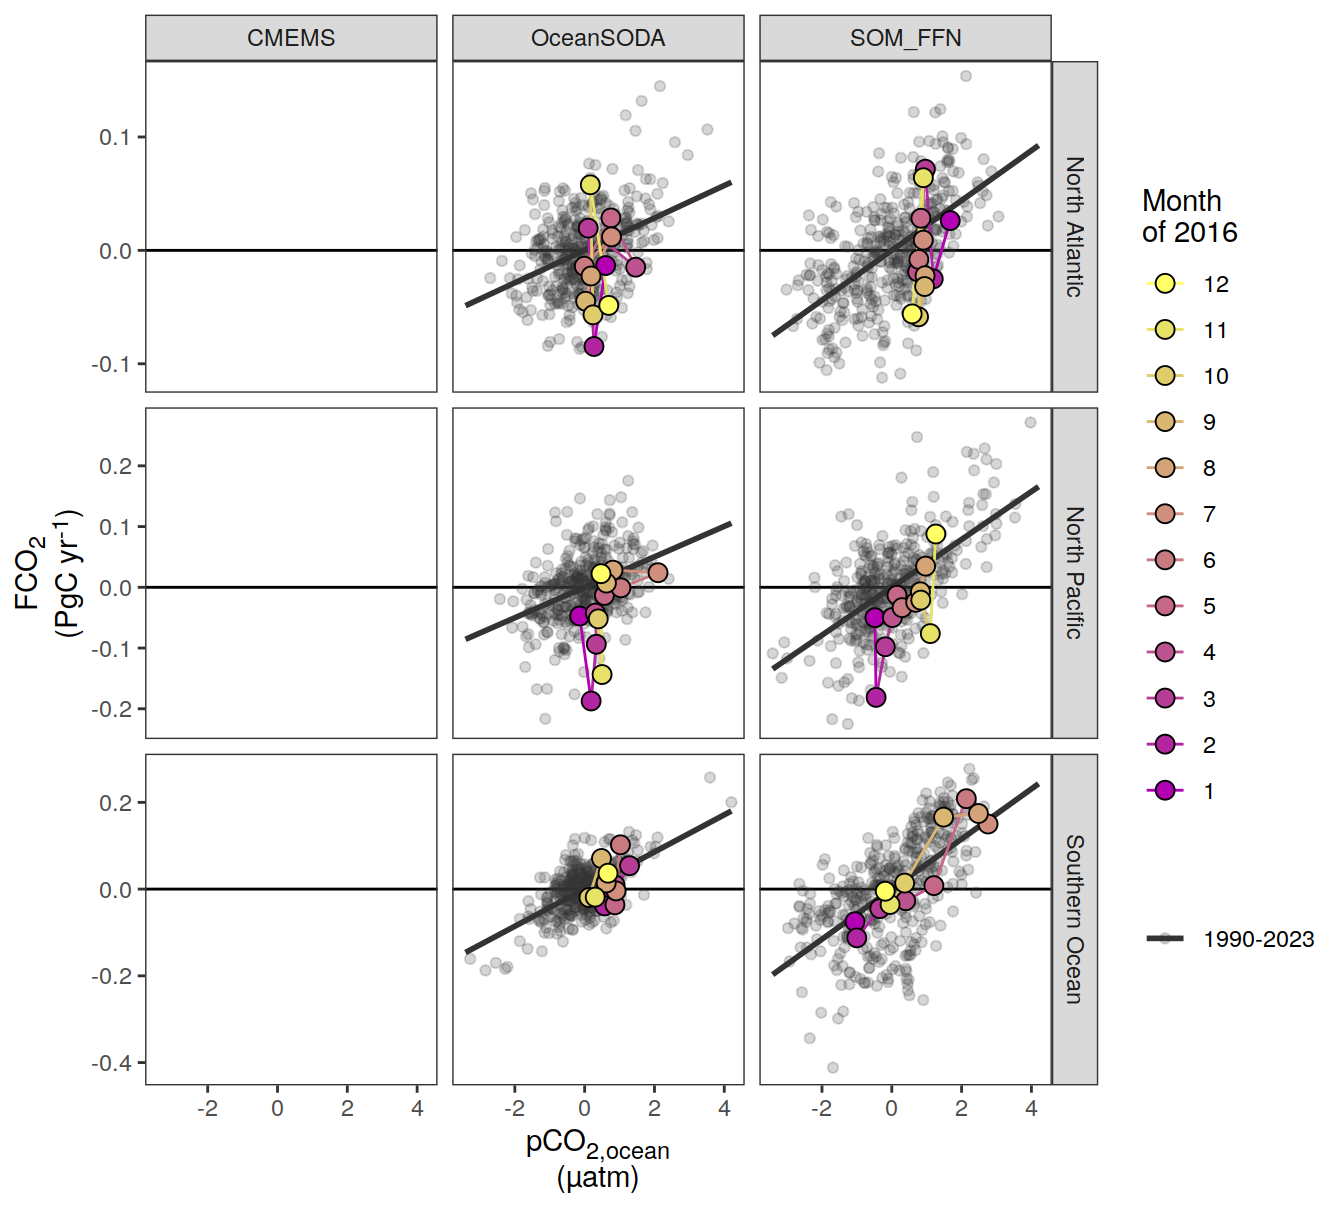 CMEMS
OceanSODA
SOM_FFN
0.1
0.0
-0.1
North Atlantic
0.2
0.1
0.0
-0.1
-0.2
North Pacific
0.2
0.0
-0.2
-0.4
Southern Ocean
FCO2
(PgC yr-1)
-2 0 2 4
-2 0 2 4
-2 0 2 4
pCO2,ocean
(µatm)
Month
of 2016
12
11
10
9
8
7
6
5
4
3
2
1
1990-2023